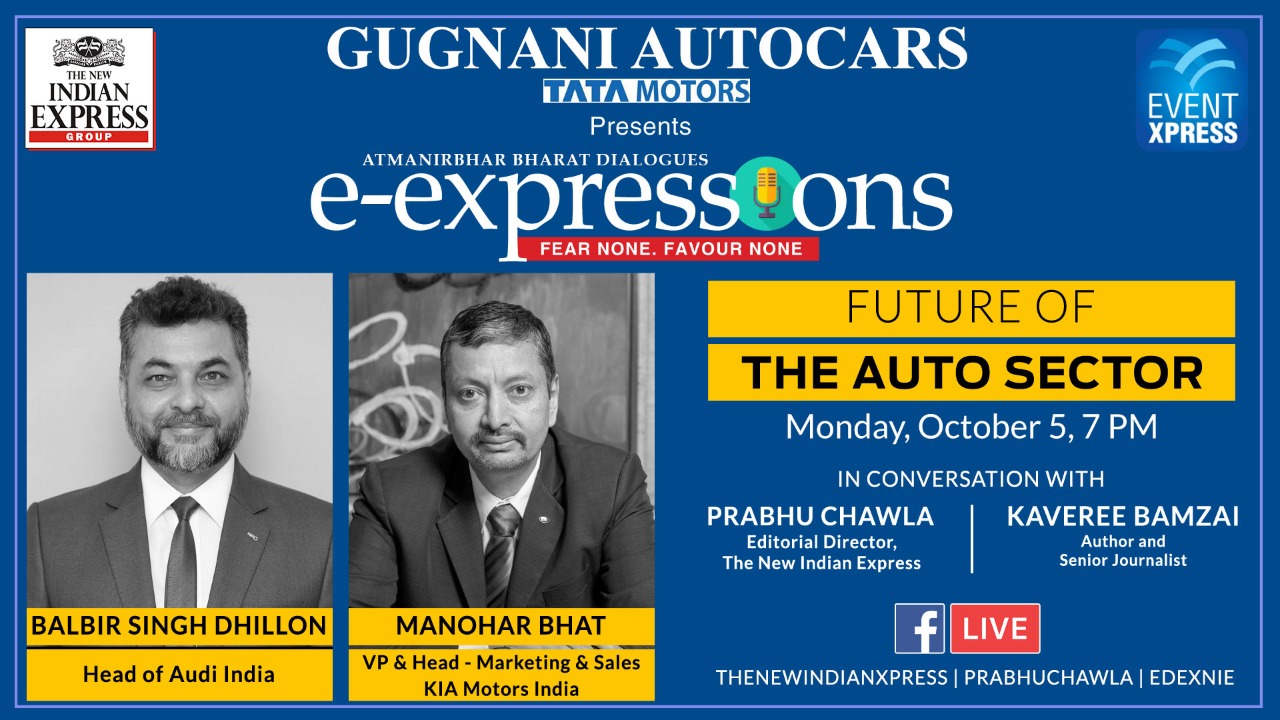 THE NEW
INDIAN
EXPRESS
GROUP
GUGNANI AUTOCARS
TATA MOTORS
Presents
EVENT
XPRESS
ATMANIRBHAR BHARAT DIALOGUES
e-expressions
FEAR NONE. FAVOUR NONE
BALBIR SINGH DHILLON
Head of Audi India
MANOHAR BHAT
VP & Head - Marketing & Sales
KIA Motors India
FUTURE OF
THE AUTO SECTOR
Monday, October 5, 7 PM
IN CONVERSATION WITH
PRABHU CHAWLA
Editorial Director,
The New Indian Express
KAVEREE BAMZAI
Author and
Senior Journalist
f LIVE
THENEWINDIANXPRESS | PRABHUCHAWLA | EDEXNIE